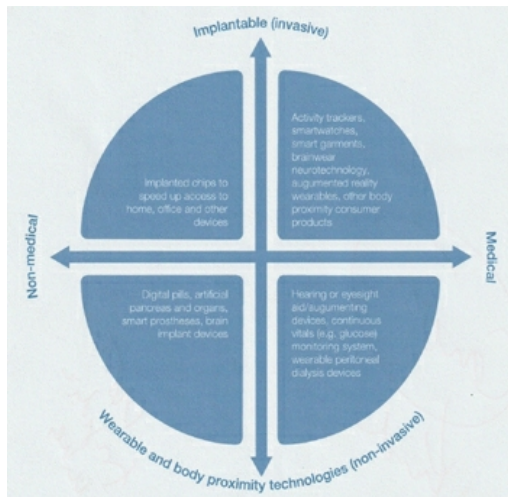 Implantable (invasive)
Activity trackers,
smartwatches,
smart garments,
brainwear
neurotechnology,
augumented reality
wearables, other body
proximity consumer
products
Implanted chips to
speed up access to
home, office and other
devices
Non-medical
Medical
Digital pills, artificial
pancreas and organs,
smart prostheses, brain
implant devices
Hearing or eyesight
aid/augumenting
devices, continuous
vitals (e.g. glucose)
monitoring system,
wearable peritoneal
dialysis devices
Wearable and body proximity technologies (non-invasive)